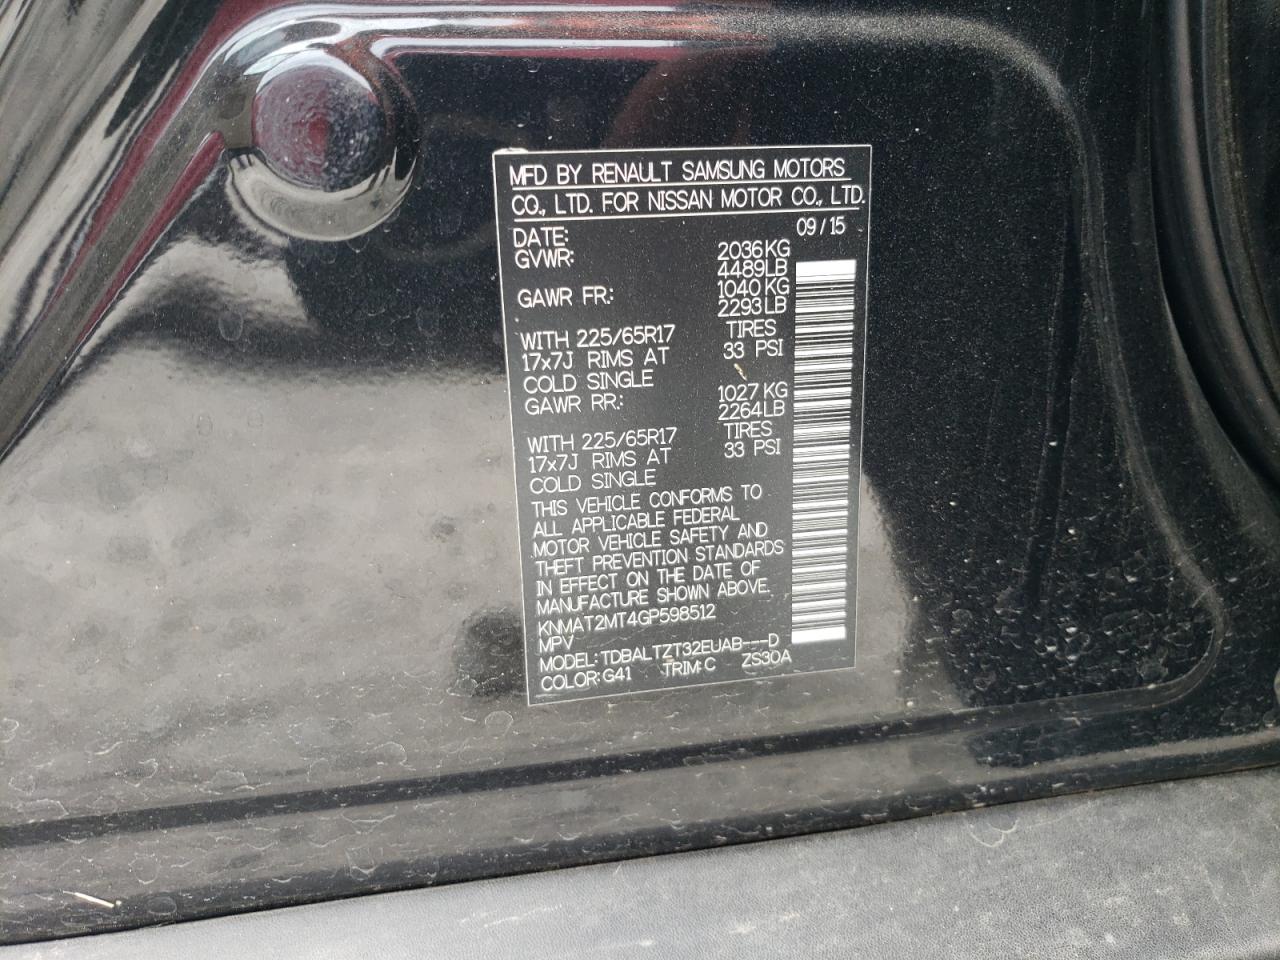 MFD BY RENAULT SAMSUNG MOTORS
CO., LTD. FOR NISSAN MOTOR CO., LTD.
DATE: 09/15
GVWR: 2036KG
4489LB
GAWR FR: 1040KG
2293LB
WITH 225/65R17 TIRES
17x7J RIMS AT 33 PSI
COLD SINGLE
GAWR RR: 1027KG
2264LB
WITH 225/65R17 TIRES
17x7J RIMS AT 33 PSI
COLD SINGLE
THIS VEHICLE CONFORMS TO
ALL APPLICABLE FEDERAL
MOTOR VEHICLE SAFETY AND
THEFT PREVENTION STANDARDS
IN EFFECT ON THE DATE OF
MANUFACTURE SHOWN ABOVE.
KNMAT2MT4GP598512
MPV
MODEL: TDBALTZT32EUAB---D
COLOR: G41 TRIM: C ZS30A